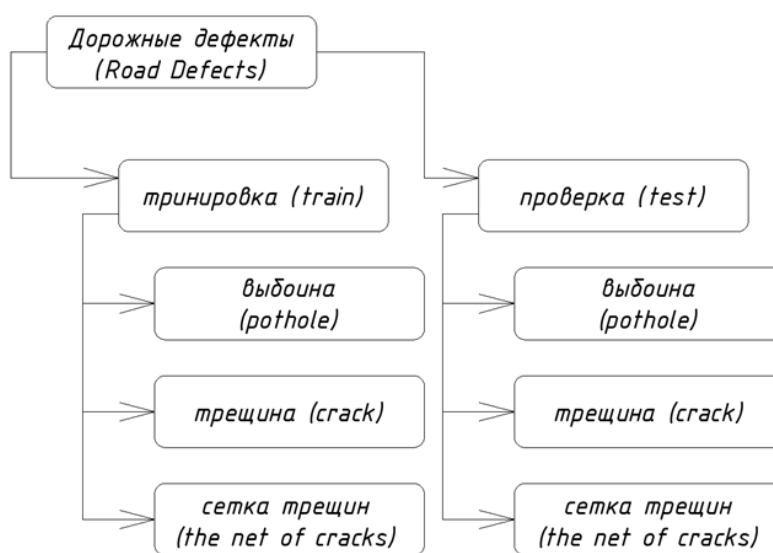 Дорожные дефекты
(Road Defects)
тринировка (train)
проверка (test)
выбоина
(pothole)
выбоина
(pothole)
трещина (crack)
трещина (crack)
сетка трещин
(the net of cracks)
сетка трещин
(the net of cracks)